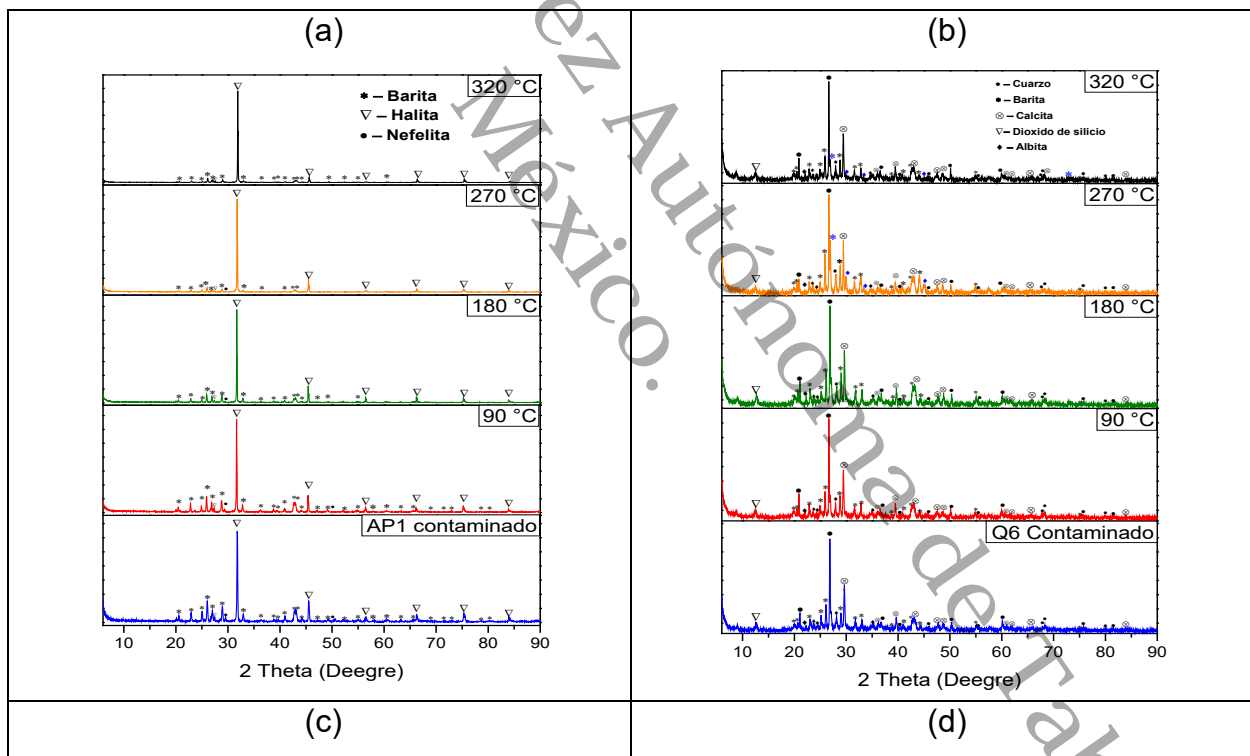 (a)
320 °C
* – Barita
▽ – Halita
● – Nefelita
270 °C
180 °C
90 °C
AP1 contaminado
10 20 30 40 50 60 70 80 90
2 Theta (Deegre)
(b)
320 °C
• – Cuarzo
● – Barita
⊗ – Calcita
▽ – Dioxido de silicio
♦ – Albita
270 °C
180 °C
90 °C
Q6 Contaminado
10 20 30 40 50 60 70 80 90
2 Theta (Deegre)
(c)
(d)
ez Autónoma de Tab
México.